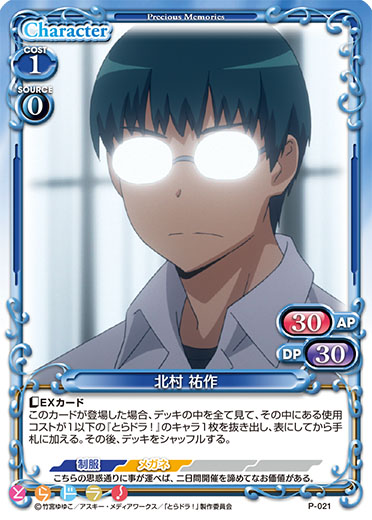 Precious Memories
Character
COST
1
SOURCE
0
30 AP
DP 30
北村 祐作
EXカード
このカードが登場した場合、デッキの中を全て見て、その中にある使用
コストが1以下の『とらドラ!』のキャラ1枚を抜き出し、表にしてから手
札に加える。その後、デッキをシャッフルする。
制服 メガネ
こちらの思惑通りに事が運べば、二日間開催を諦めてなお価値がある。
とらドラ!
©竹宮ゆゆこ/アスキー・メディアワークス/「とらドラ!」製作委員会 P-021